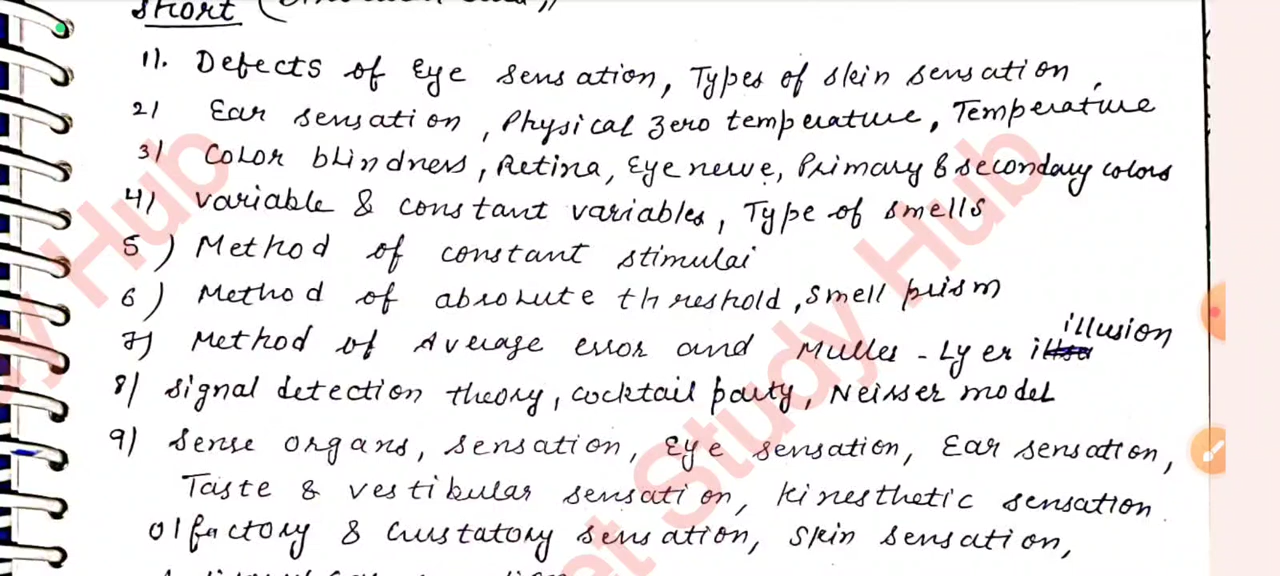 Short (
1). Defects of Eye sensation, Types of skin sensation,
2) Ear sensation, Physical zero temperature, Temperature
3) Color blindness, Retina, Eye nerve, Primary & secondary colors
4) Variable & constant variables, Type of smells
5) Method of constant stimulai
6) Method of absolute threshold, smell prism
illusion
7) Method of Average error and Muller-Lyer
8) Signal detection theory, cocktail party, Neisser model
9) Sense organs, sensation, Eye sensation, Ear sensation,
Taste & vestibular sensation, kinesthetic sensation
Olfactory & Gustatory sensation, Skin sensation,
Hub
Study Hub